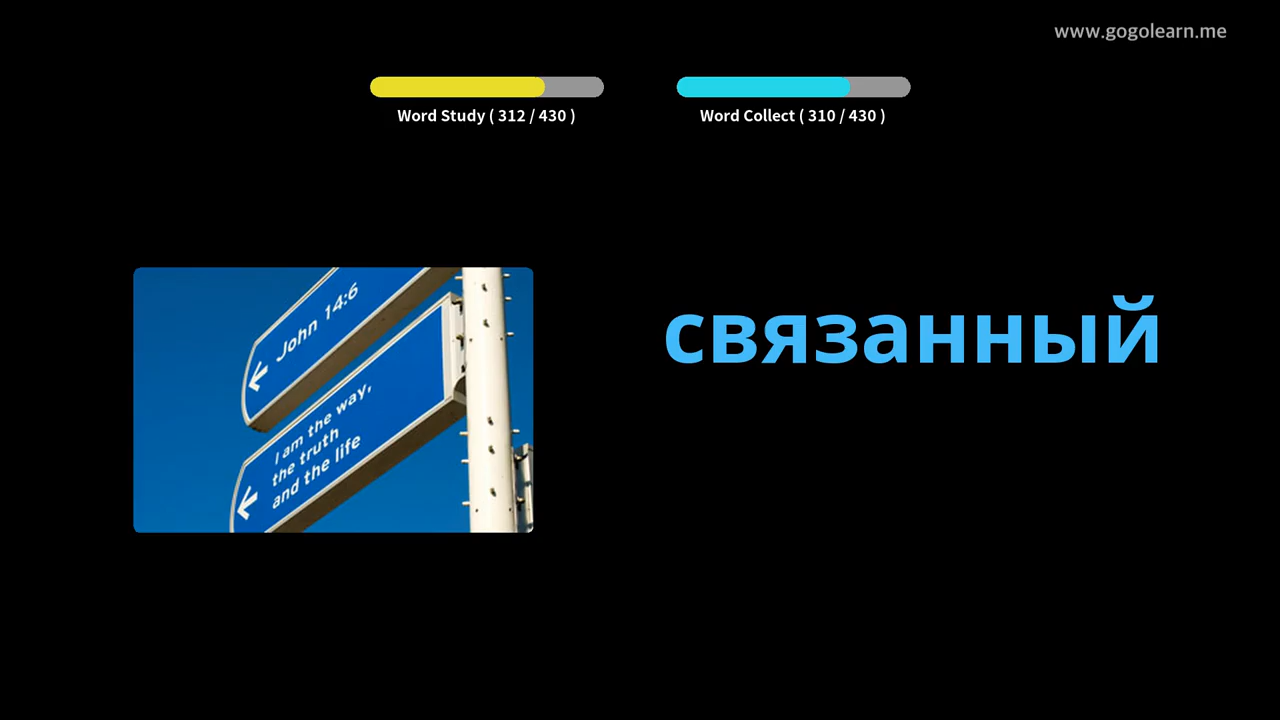 www.gogolearn.me
Word Study ( 312 / 430 )
Word Collect ( 310 / 430 )
John 14:6
I am the way,
the truth
and the life
связанный